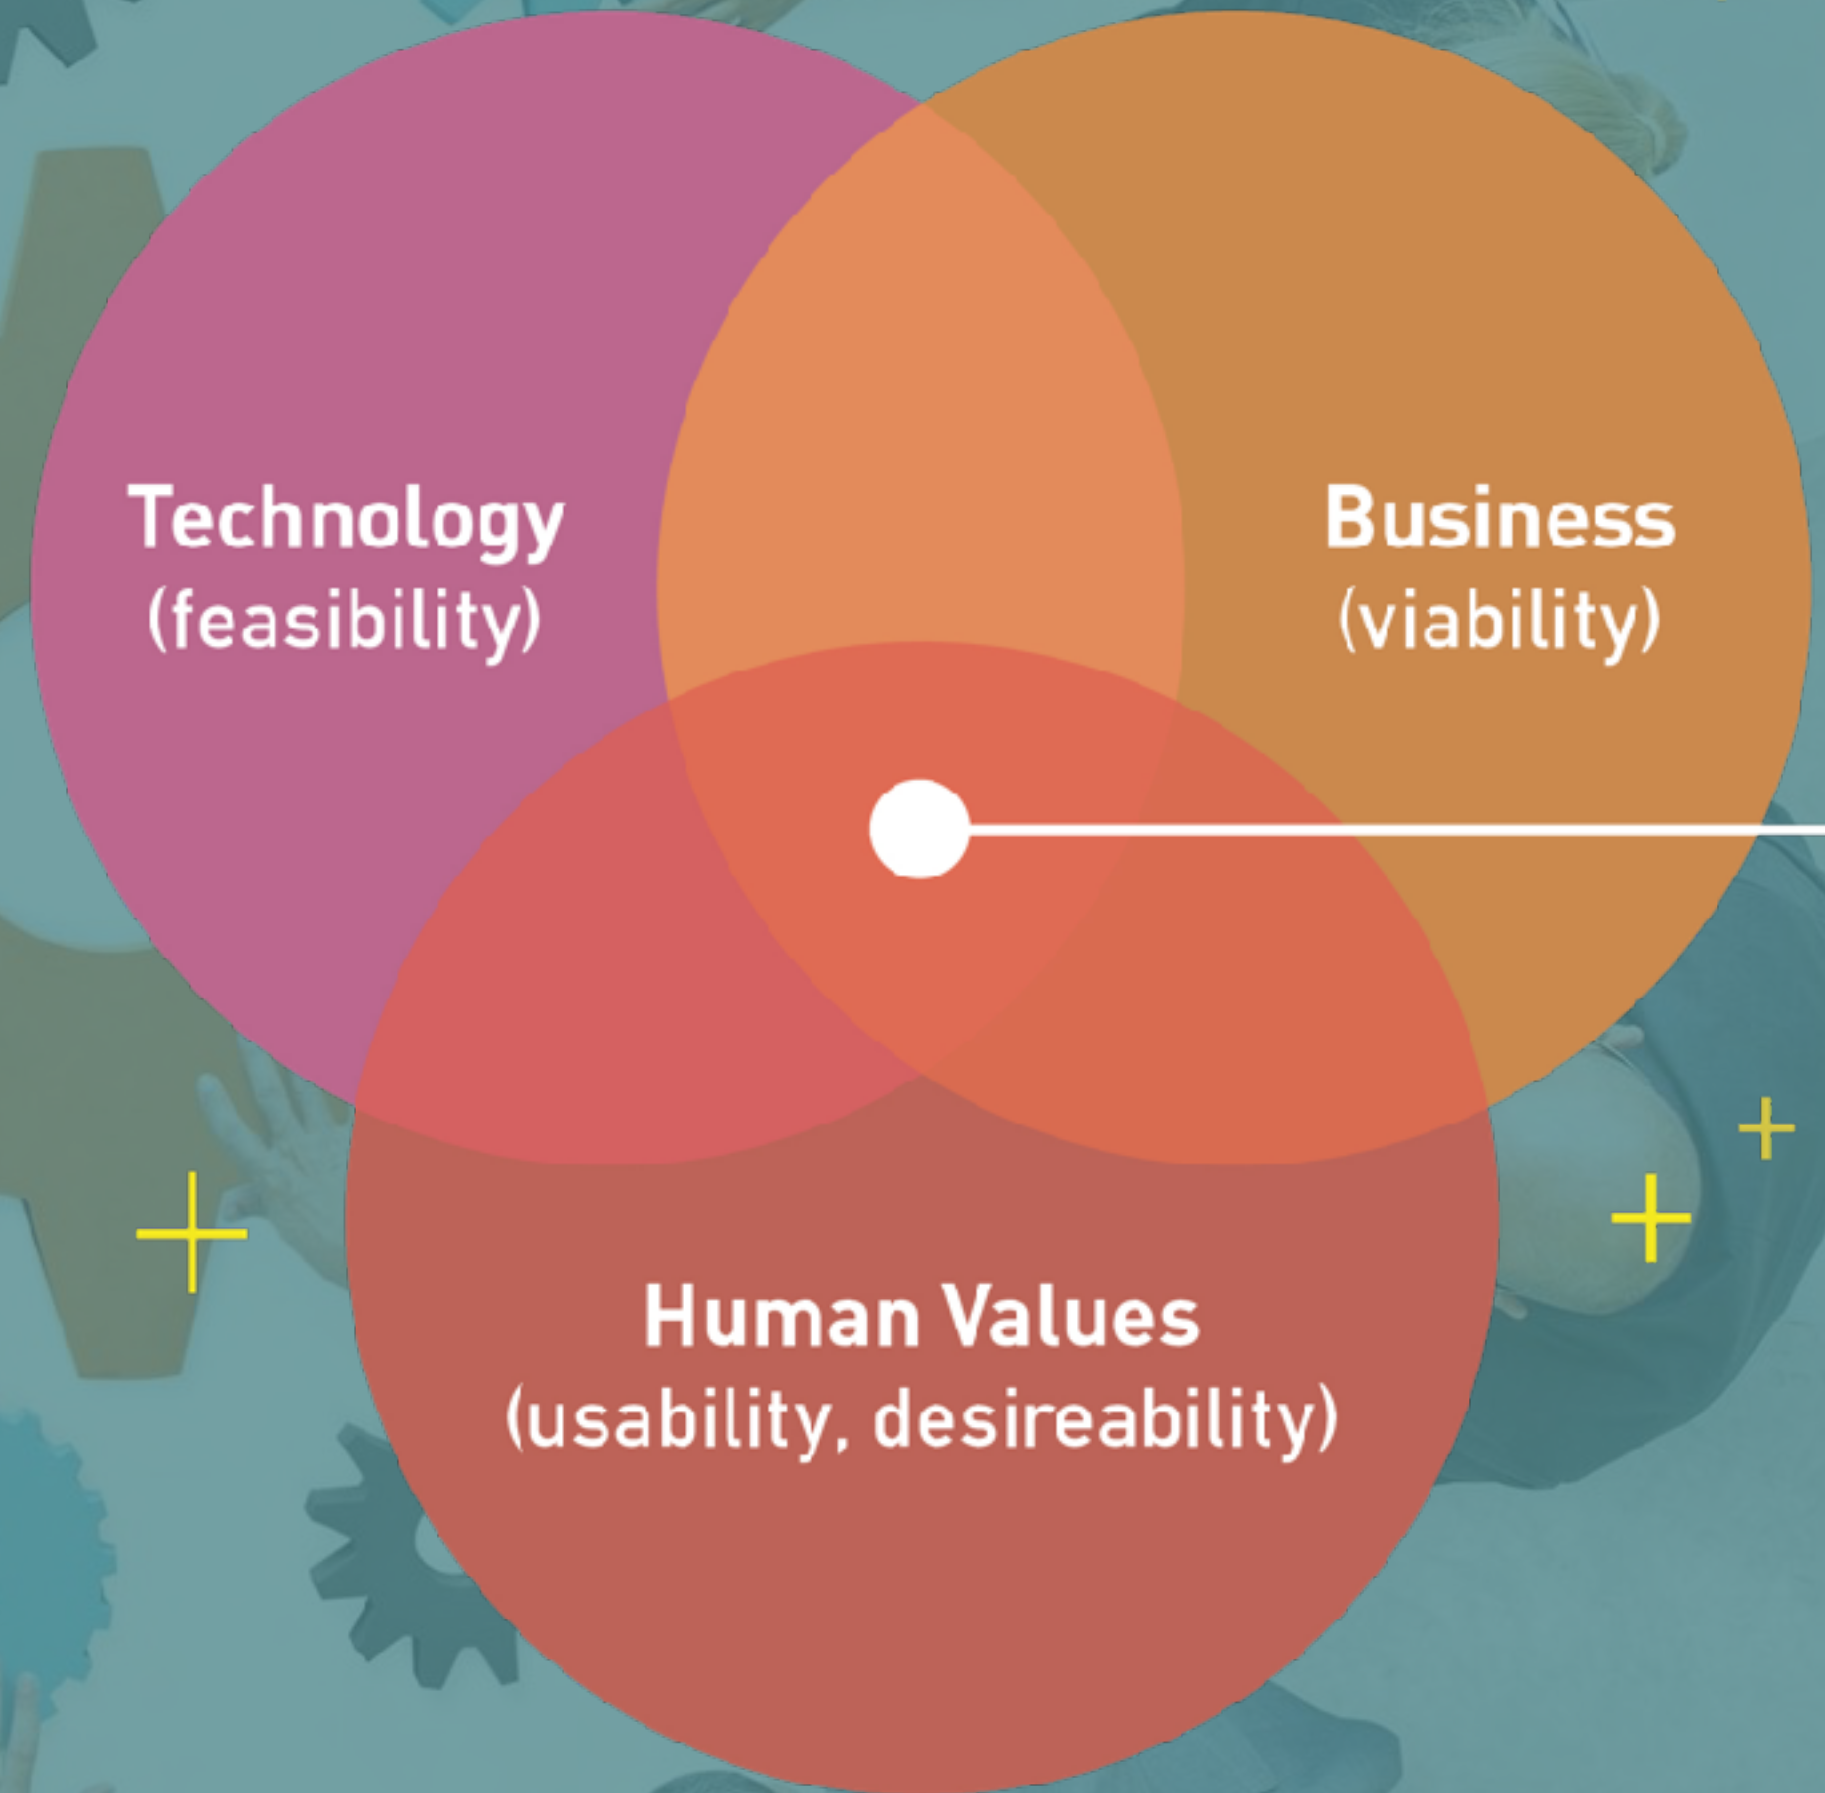 Technology
(feasibility)
Business
(viability)
Human Values
(usability, desireability)